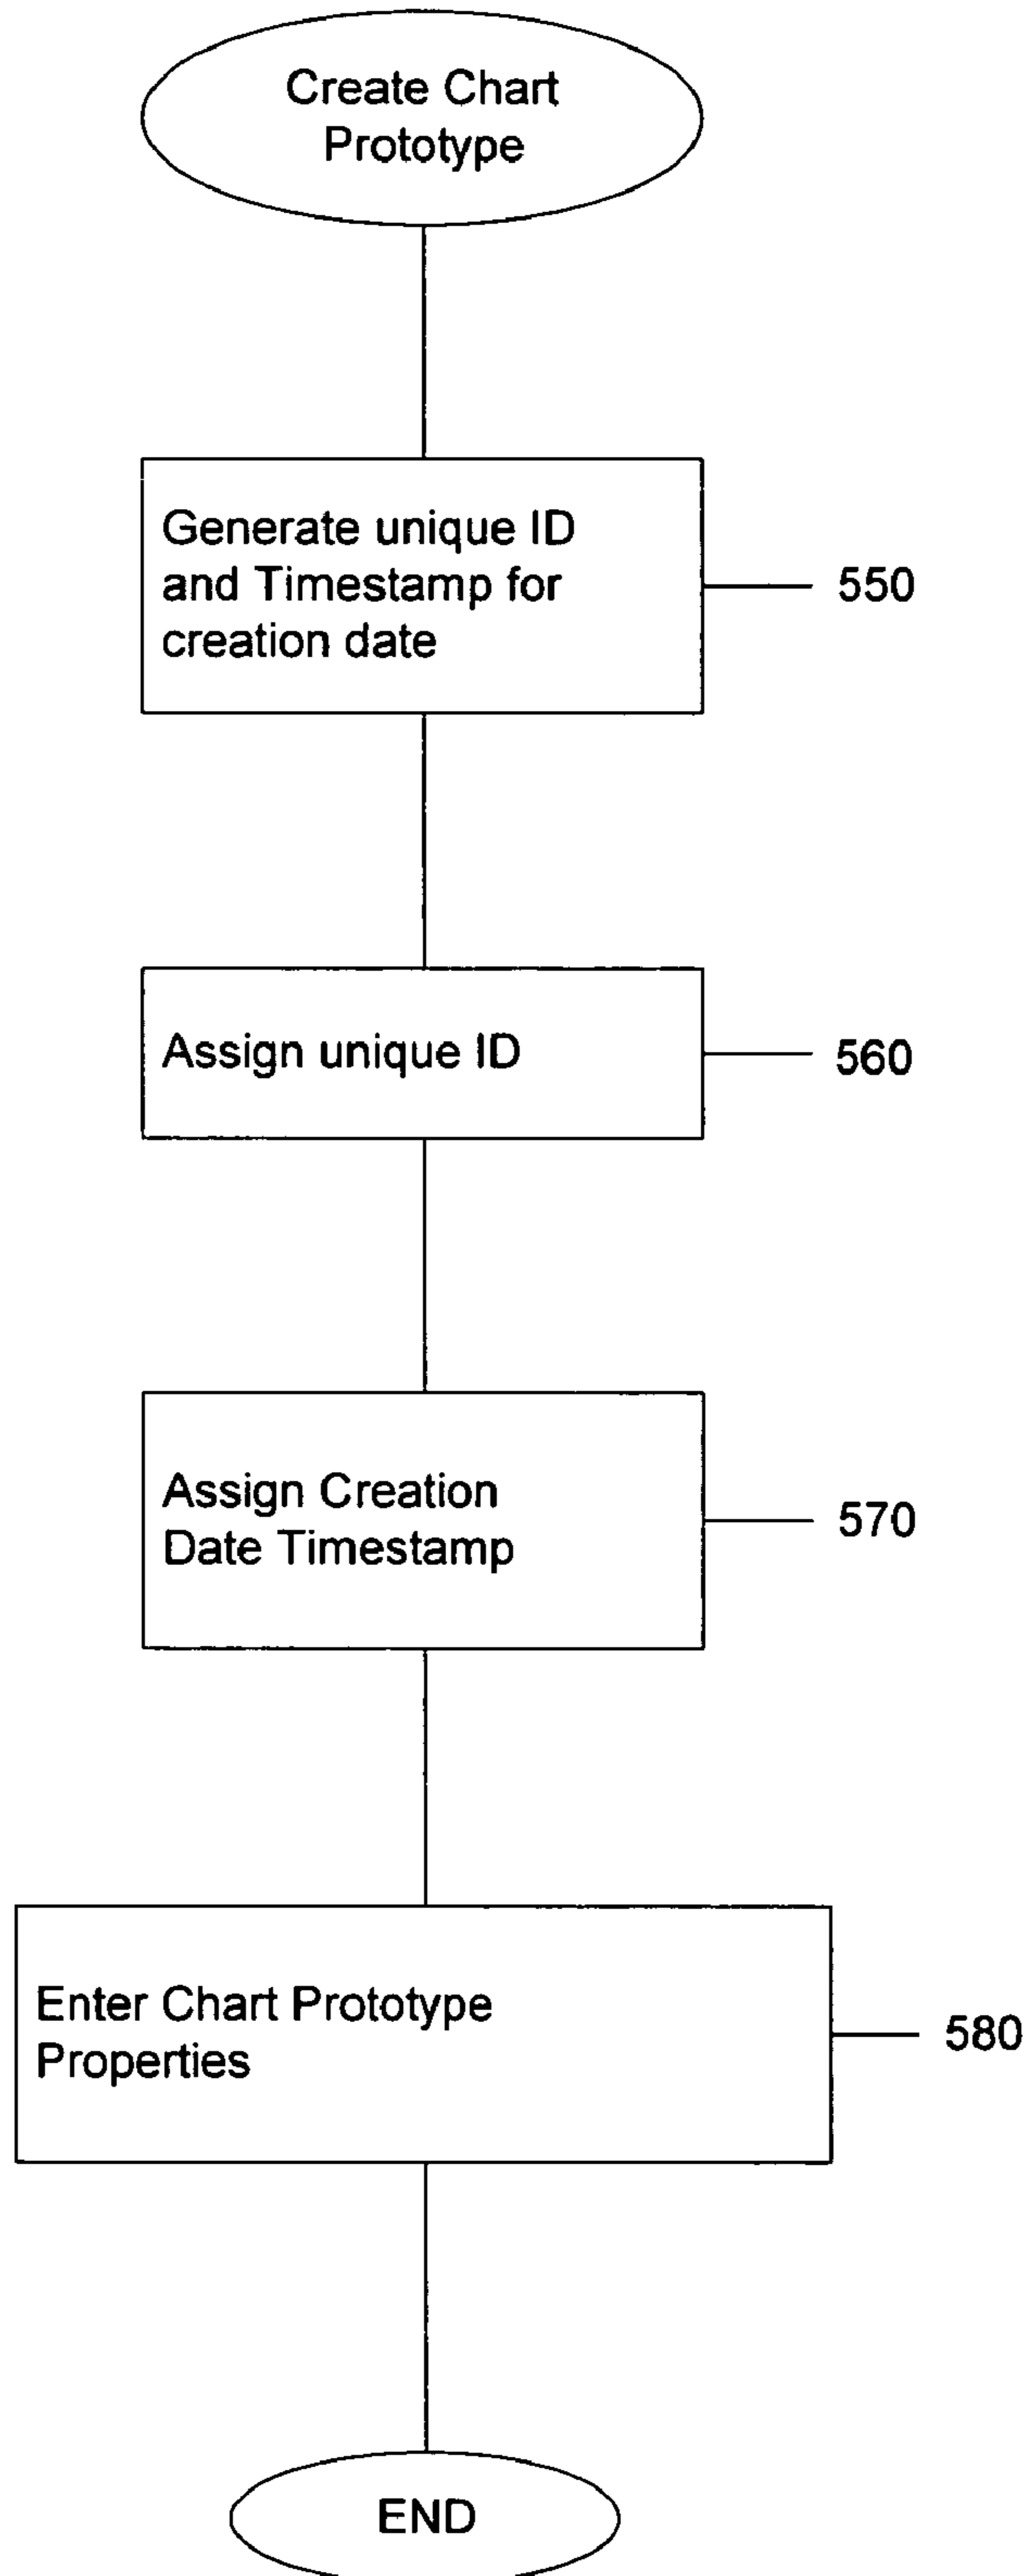 Create Chart
Prototype
Generate unique ID
and Timestamp for
creation date
550
Assign unique ID
560
Assign Creation
Date Timestamp
570
Enter Chart Prototype
Properties
580
END